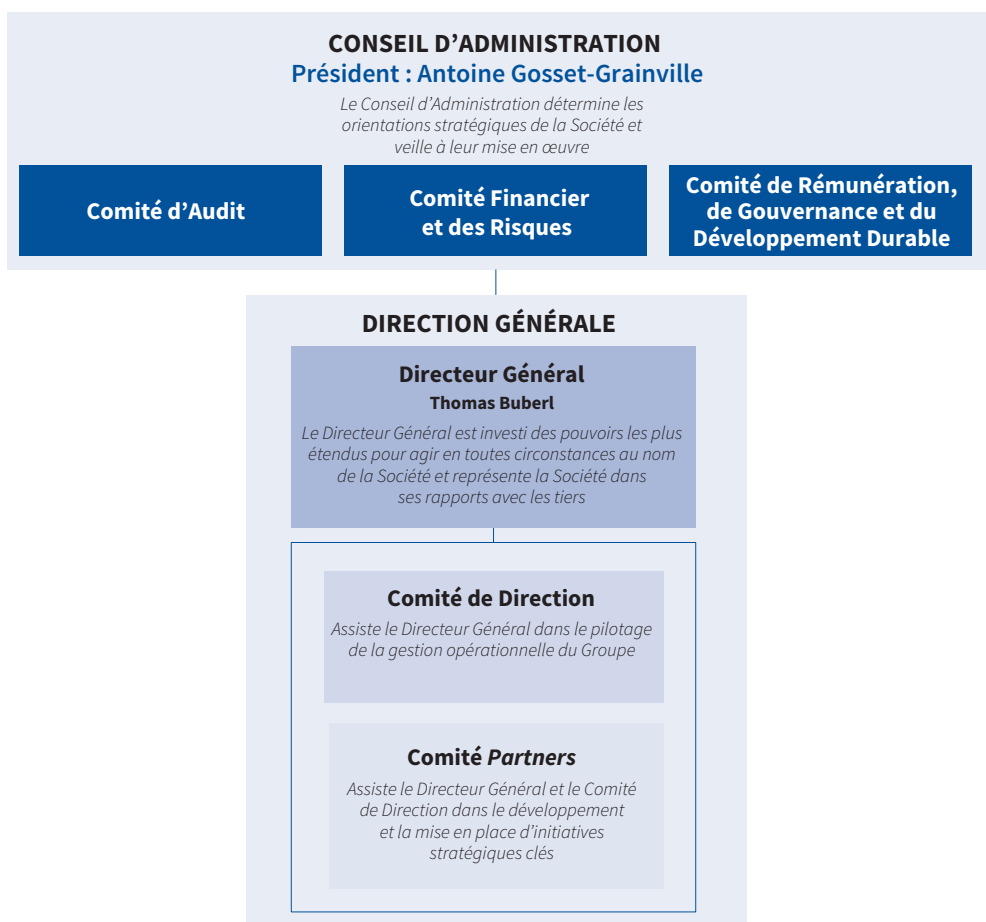 CONSEIL D’ADMINISTRATION
Président : Antoine Gosset-Grainville
Le Conseil d’Administration détermine les
orientations stratégiques de la Société et
veille à leur mise en œuvre
Comité d’Audit
Comité Financier
et des Risques
Comité de Rémunération,
de Gouvernance et du
Développement Durable
DIRECTION GÉNÉRALE
Directeur Général
Thomas Buberl
Le Directeur Général est investi des pouvoirs les plus
étendus pour agir en toutes circonstances au nom
de la Société et représente la Société dans
ses rapports avec les tiers
Comité de Direction
Assiste le Directeur Général dans le pilotage
de la gestion opérationnelle du Groupe
Comité Partners
Assiste le Directeur Général et le Comité
de Direction dans le développement
et la mise en place d’initiatives
stratégiques clés